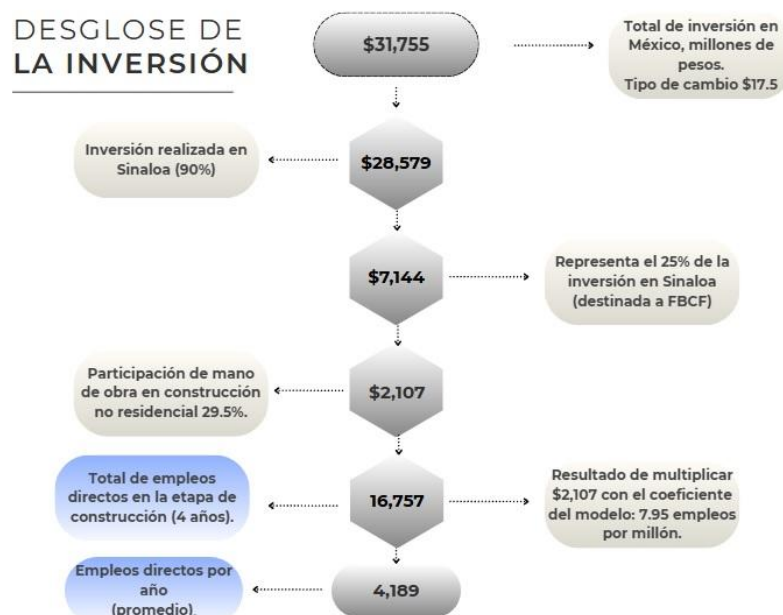 DESGLOSE DE
LA INVERSIÓN
$31,755
Total de inversión en
México, millones de
pesos.
Tipo de cambio $17.5
Inversión realizada en
Sinaloa (90%)
$28,579
$7,144
Representa el 25% de la
inversión en Sinaloa
(destinada a FBCF)
Participación de mano
de obra en construcción
no residencial 29.5%.
$2,107
Total de empleos
directos en la etapa de
construcción (4 años).
16,757
Resultado de multiplicar
$2,107 con el coeficiente
del modelo: 7.95 empleos
por millón.
Empleos directos por
año
(promedio).
4,189